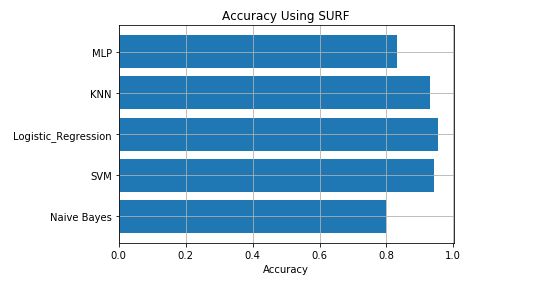 Accuracy Using SURF
MLP
KNN
Logistic_Regression
SVM
Naive Bayes
0.0 0.2 0.4 0.6 0.8 1.0
Accuracy